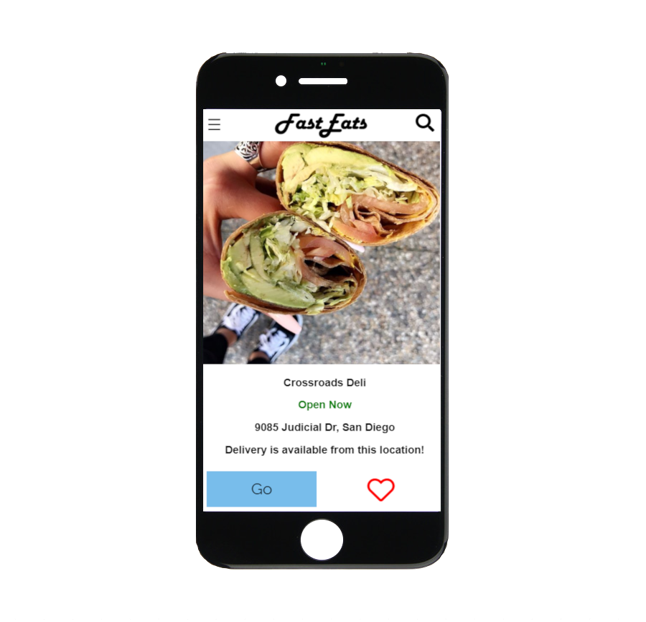 Fast Eats
Crossroads Deli
Open Now
9085 Judicial Dr, San Diego
Delivery is available from this location!
Go